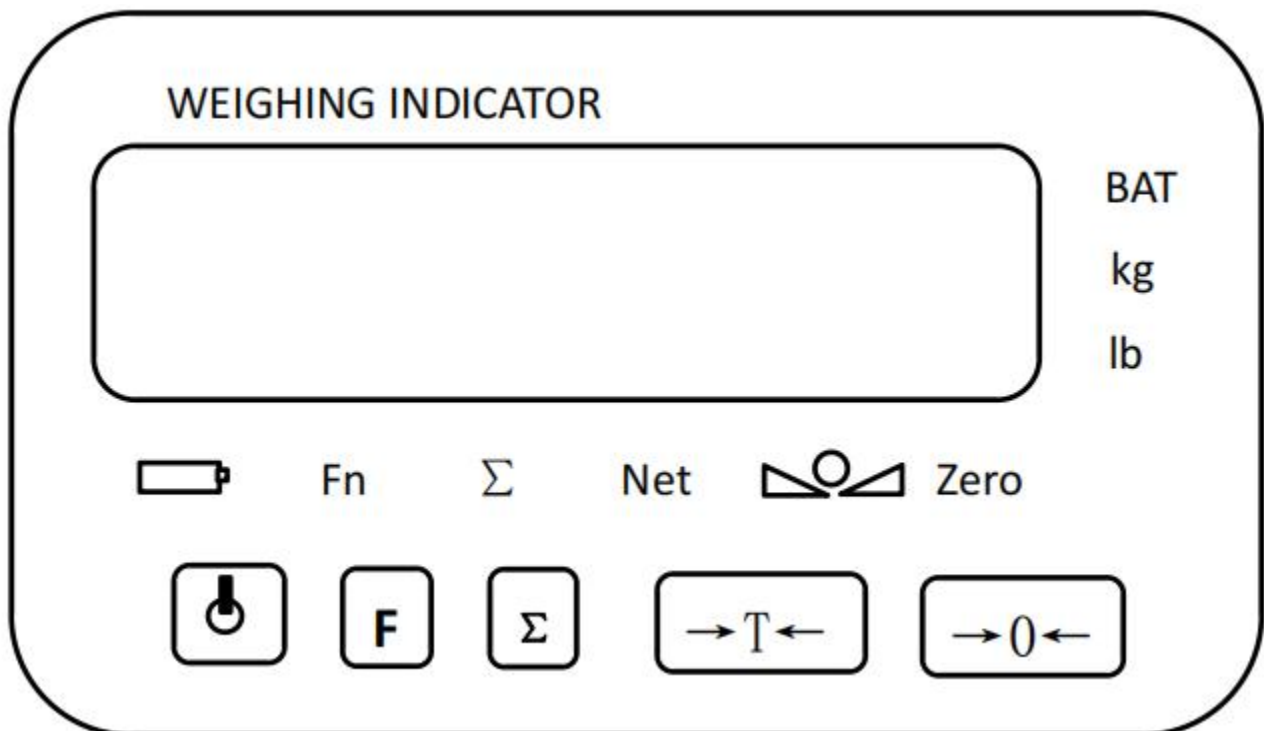 WEIGHING INDICATOR
BAT
kg
lb
Fn Σ Net Zero
F Σ →T← →0←